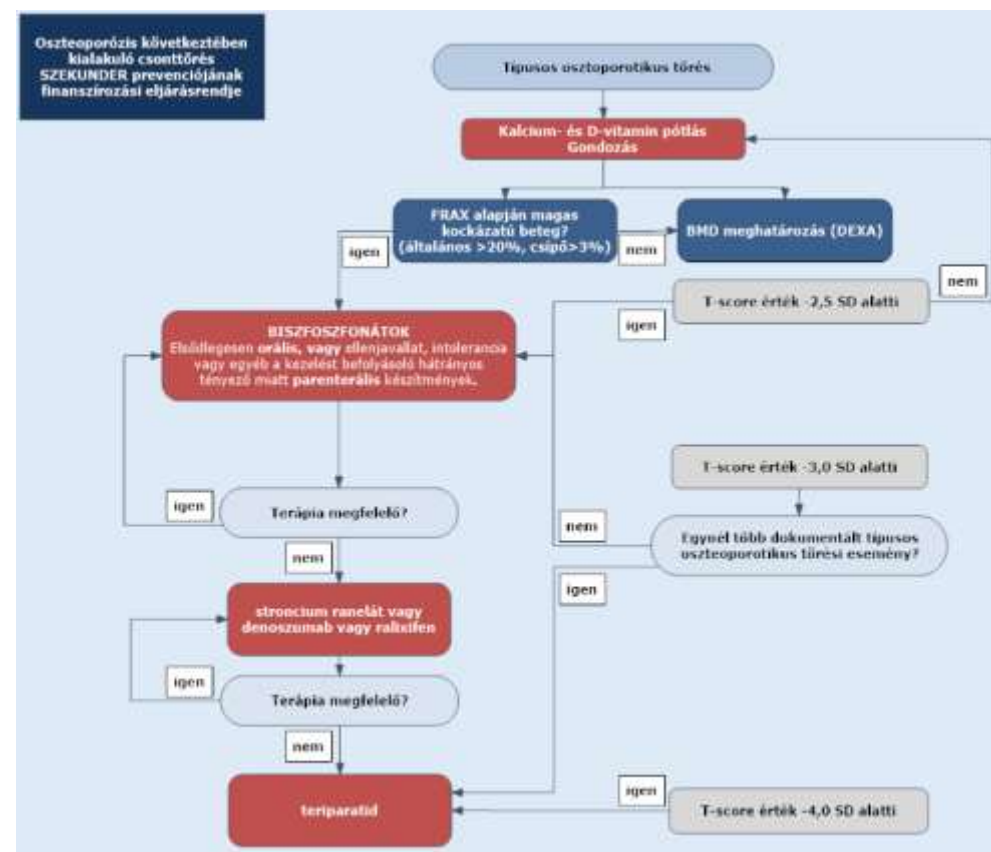 Oszteoporózis következtében
kialakuló csonttörés
SZEKUNDER prevenciójának
finanszírozási eljárásrendje
Típusos osztoporotikus törés
Kalcium- és D-vitamin pótlás
Gondozás
FRAX alapján magas
kockázatú beteg?
(általános >20%, csípő>3%)
BMD meghatározás (DEXA)
igen
nem
nem
T-score érték -2,5 SD alatti
igen
BISZFOSZFONÁTOK
Elsődlegesen orális, vagy ellenjavallat, intolerancia
vagy egyéb a kezelést befolyásoló hátrányos
tényező miatt parenterális készítmények.
T-score érték -3,0 SD alatti
igen
Terápia megfelelő?
nem
Egynél több dokumentált típusos
oszteoporotikus törési esemény?
nem
igen
stroncium ranelát vagy
denoszumab vagy ralixifen
igen
Terápia megfelelő?
nem
teriparatid
igen
T-score érték -4,0 SD alatti